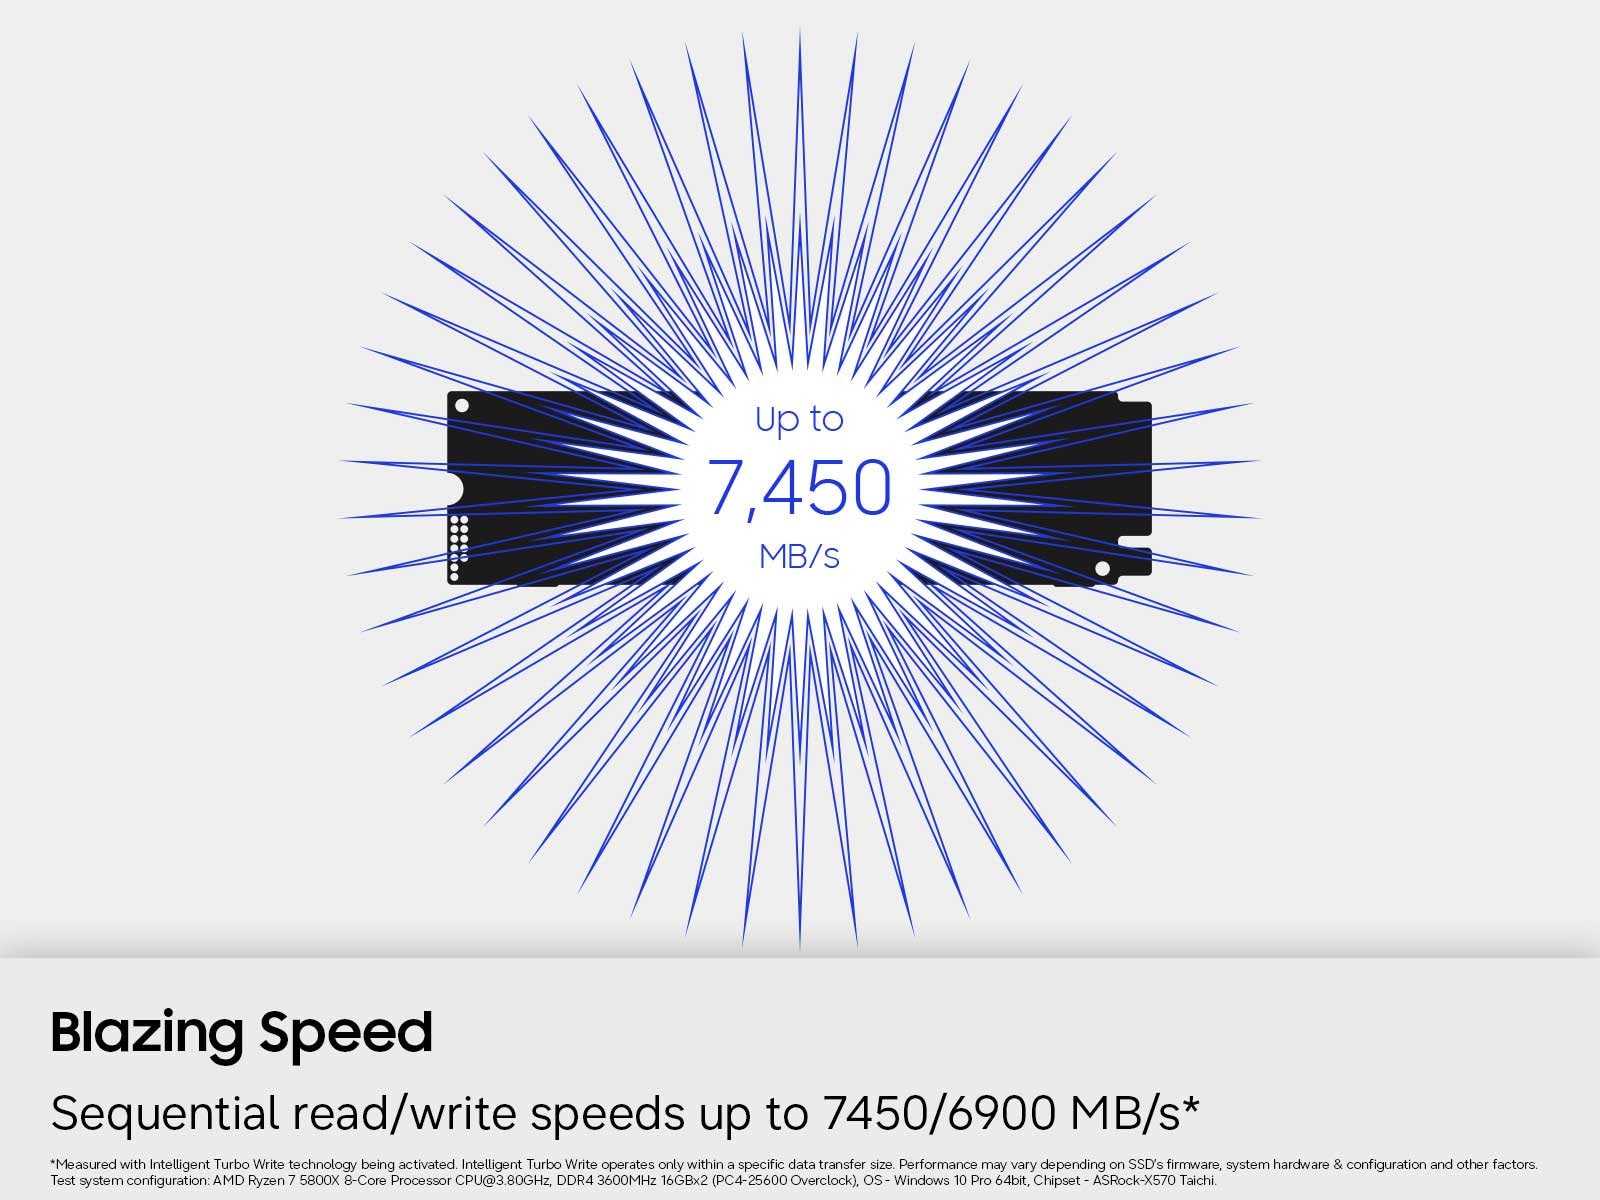 Up to
7,450
MB/s
Blazing Speed
Sequential read/write speeds up to 7450/6900 MB/s*
*Measured with Intelligent Turbo Write technology being activated. Intelligent Turbo Write operates only within a specific data transfer size. Performance may vary depending on SSD's firmware, system hardware & configuration and other factors.
Test system configuration: AMD Ryzen 7 5800X 8-Core Processor CPU@3.80GHz, DDR4 3600MHz 16GBx2 (PC4-25600 Overclock), OS - Windows 10 Pro 64bit, Chipset - ASRock-X570 Taichi.